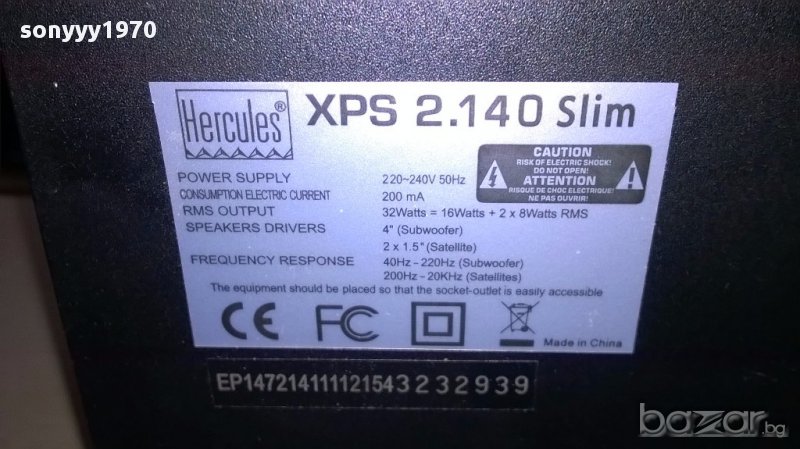 sonyyy1970
Hercules® XPS 2.140 Slim
CAUTION
RISK OF ELECTRIC SHOCK!
DO NOT OPEN!
ATTENTION
RISQUE DE CHOC ELECTRIQUE!
NE PAS OUVRIR!
POWER SUPPLY 220~240V 50Hz
CONSUMPTION ELECTRIC CURRENT 200 mA
RMS OUTPUT 32Watts = 16Watts + 2 x 8Watts RMS
SPEAKERS DRIVERS 4" (Subwoofer)
2 x 1.5" (Satellite)
FREQUENCY RESPONSE 40Hz - 220Hz (Subwoofer)
200Hz - 20KHz (Satellites)
The equipment should be placed so that the socket-outlet is easily accessible
CE FC
Made in China
EP14721411112154 3 2 3 2 9 3 9
bazar.bg